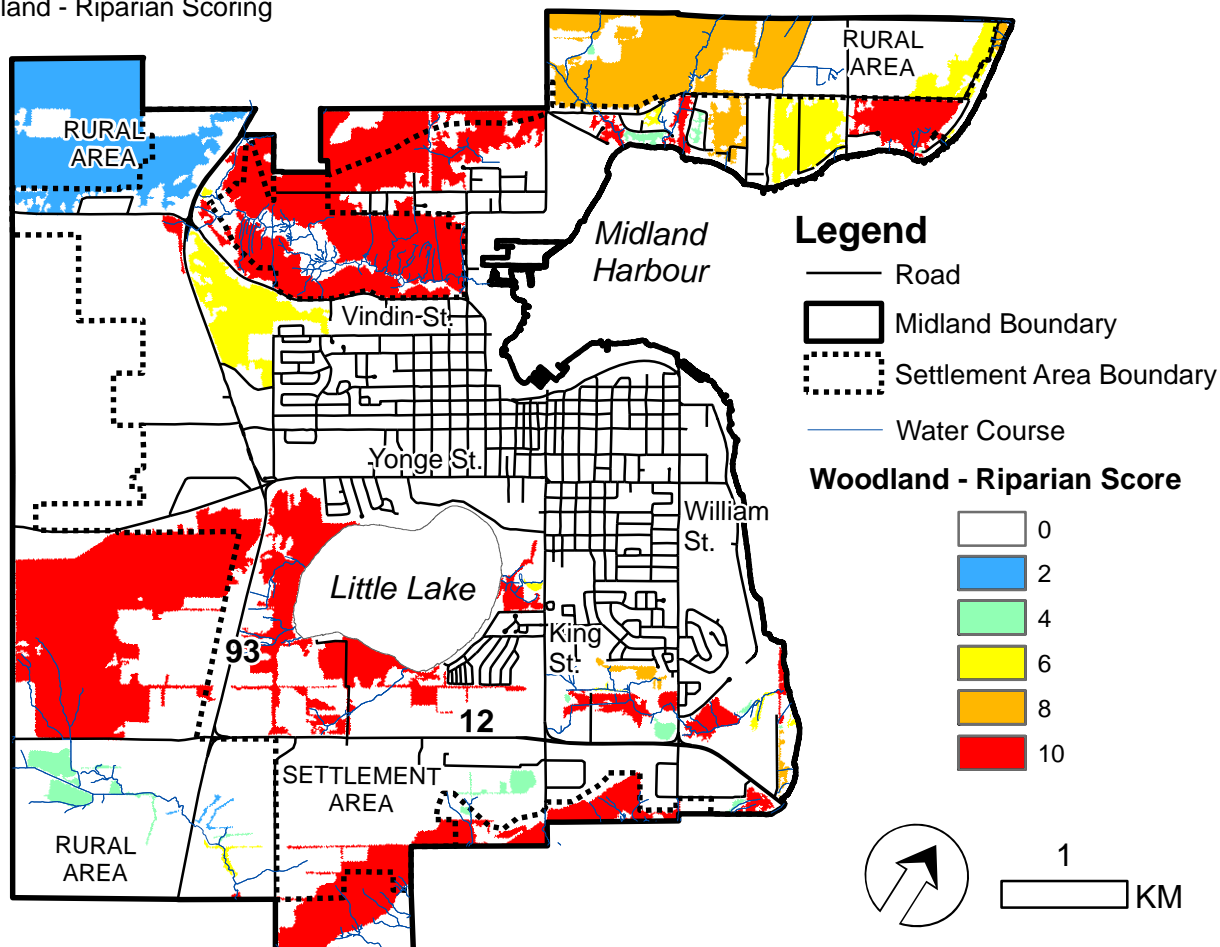 land - Riparian Scoring
RURAL
AREA
RURAL
AREA
Midland
Harbour
Vindin St.
Yonge St.
William
St.
Little Lake
King
St.
93
12
SETTLEMENT
AREA
RURAL
AREA
Legend
Road
Midland Boundary
Settlement Area Boundary
Water Course
Woodland - Riparian Score
0
2
4
6
8
10
1
KM